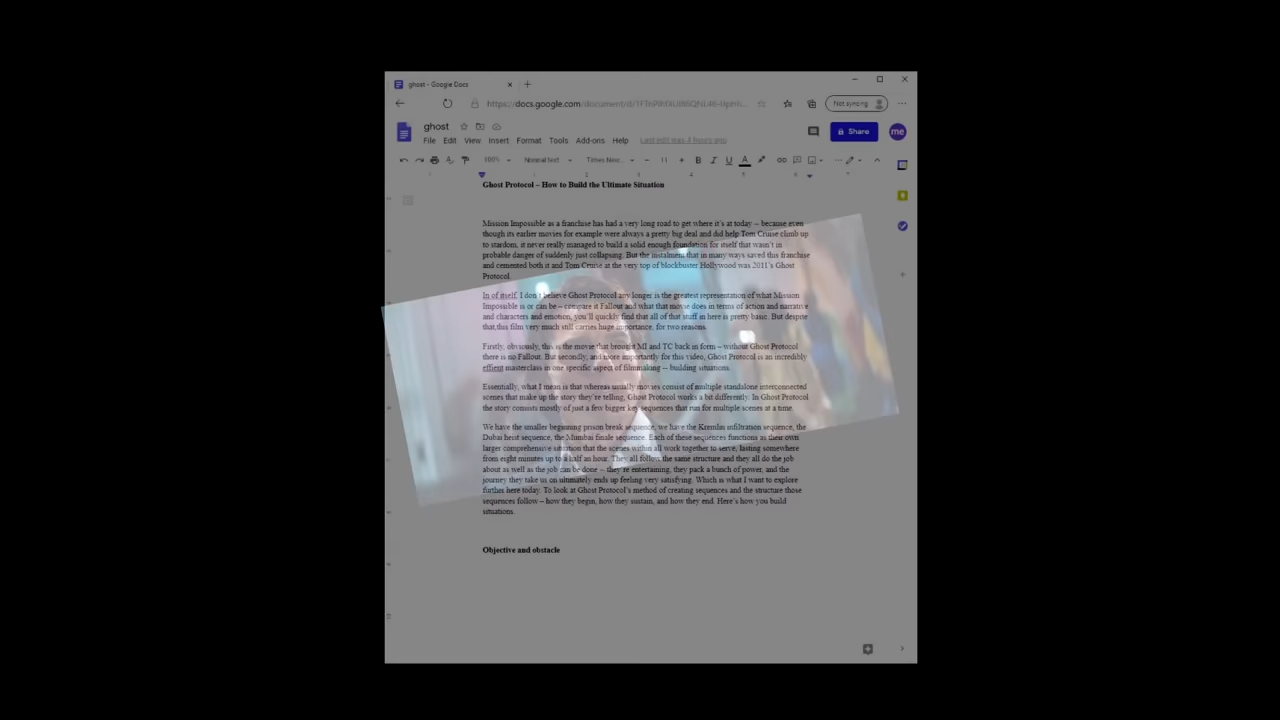 ghost - Google Docs
https://docs.google.com/document/d/
Not syncing
ghost
File Edit View Insert Format Tools Add-ons Help Last edit was 4 hours ago
Share
me
100% Normal text Times New... 11 B I U A
Ghost Protocol – How to Build the Ultimate Situation
Mission Impossible as a franchise has had a very long road to get where it's at today – because even
though its earlier movies for example were always a pretty big deal and did help Tom Cruise climb up
to stardom, it never really managed to build a solid enough foundation for itself that wasn't in
probable danger of suddenly just collapsing. But the instalment that in many ways saved this franchise
and cemented both it and Tom Cruise at the very top of blockbuster Hollywood was 2011's Ghost
Protocol.
In of itself, I don't believe Ghost Protocol any longer is the greatest representation of what Mission
Impossible is or can be – compare it Fallout and what that movie does in terms of action and narrative
and characters and emotion, you'll quickly find that all of that stuff in here is pretty basic. But despite
that,this film very much still carries huge importance, for two reasons.
Firstly, obviously, this is the movie that brought MI and TC back in form – without Ghost Protocol
there is no Fallout. But secondly, and more importantly for this video, Ghost Protocol is an incredibly
effient masterclass in one specific aspect of filmmaking – building situations.
Essentially, what I mean is that whereas usually movies consist of multiple standalone interconnected
scenes that make up the story they're telling, Ghost Protocol works a bit differently. In Ghost Protocol
the story consists mostly of just a few bigger key sequences that run for multiple scenes at a time.
We have the smaller beginning prison break sequence, we have the Kremlin infiltration sequence, the
Dubai heist sequence, the Mumbai finale sequence. Each of these sequences functions as their own
larger comprehensive situation that the scenes within all work together to serve, lasting somewhere
from eight minutes up to a half an hour. They all follow the same structure and they all do the job
about as well as the job can be done – they're entertaining, they pack a bunch of power, and the
journey they take us on ultimately ends up feeling very satisfying. Which is what I want to explore
further here today. To look at Ghost Protocol's method of creating sequences and the structure those
sequences follow – how they begin, how they sustain, and how they end. Here's how you build
situations.
Objective and obstacle